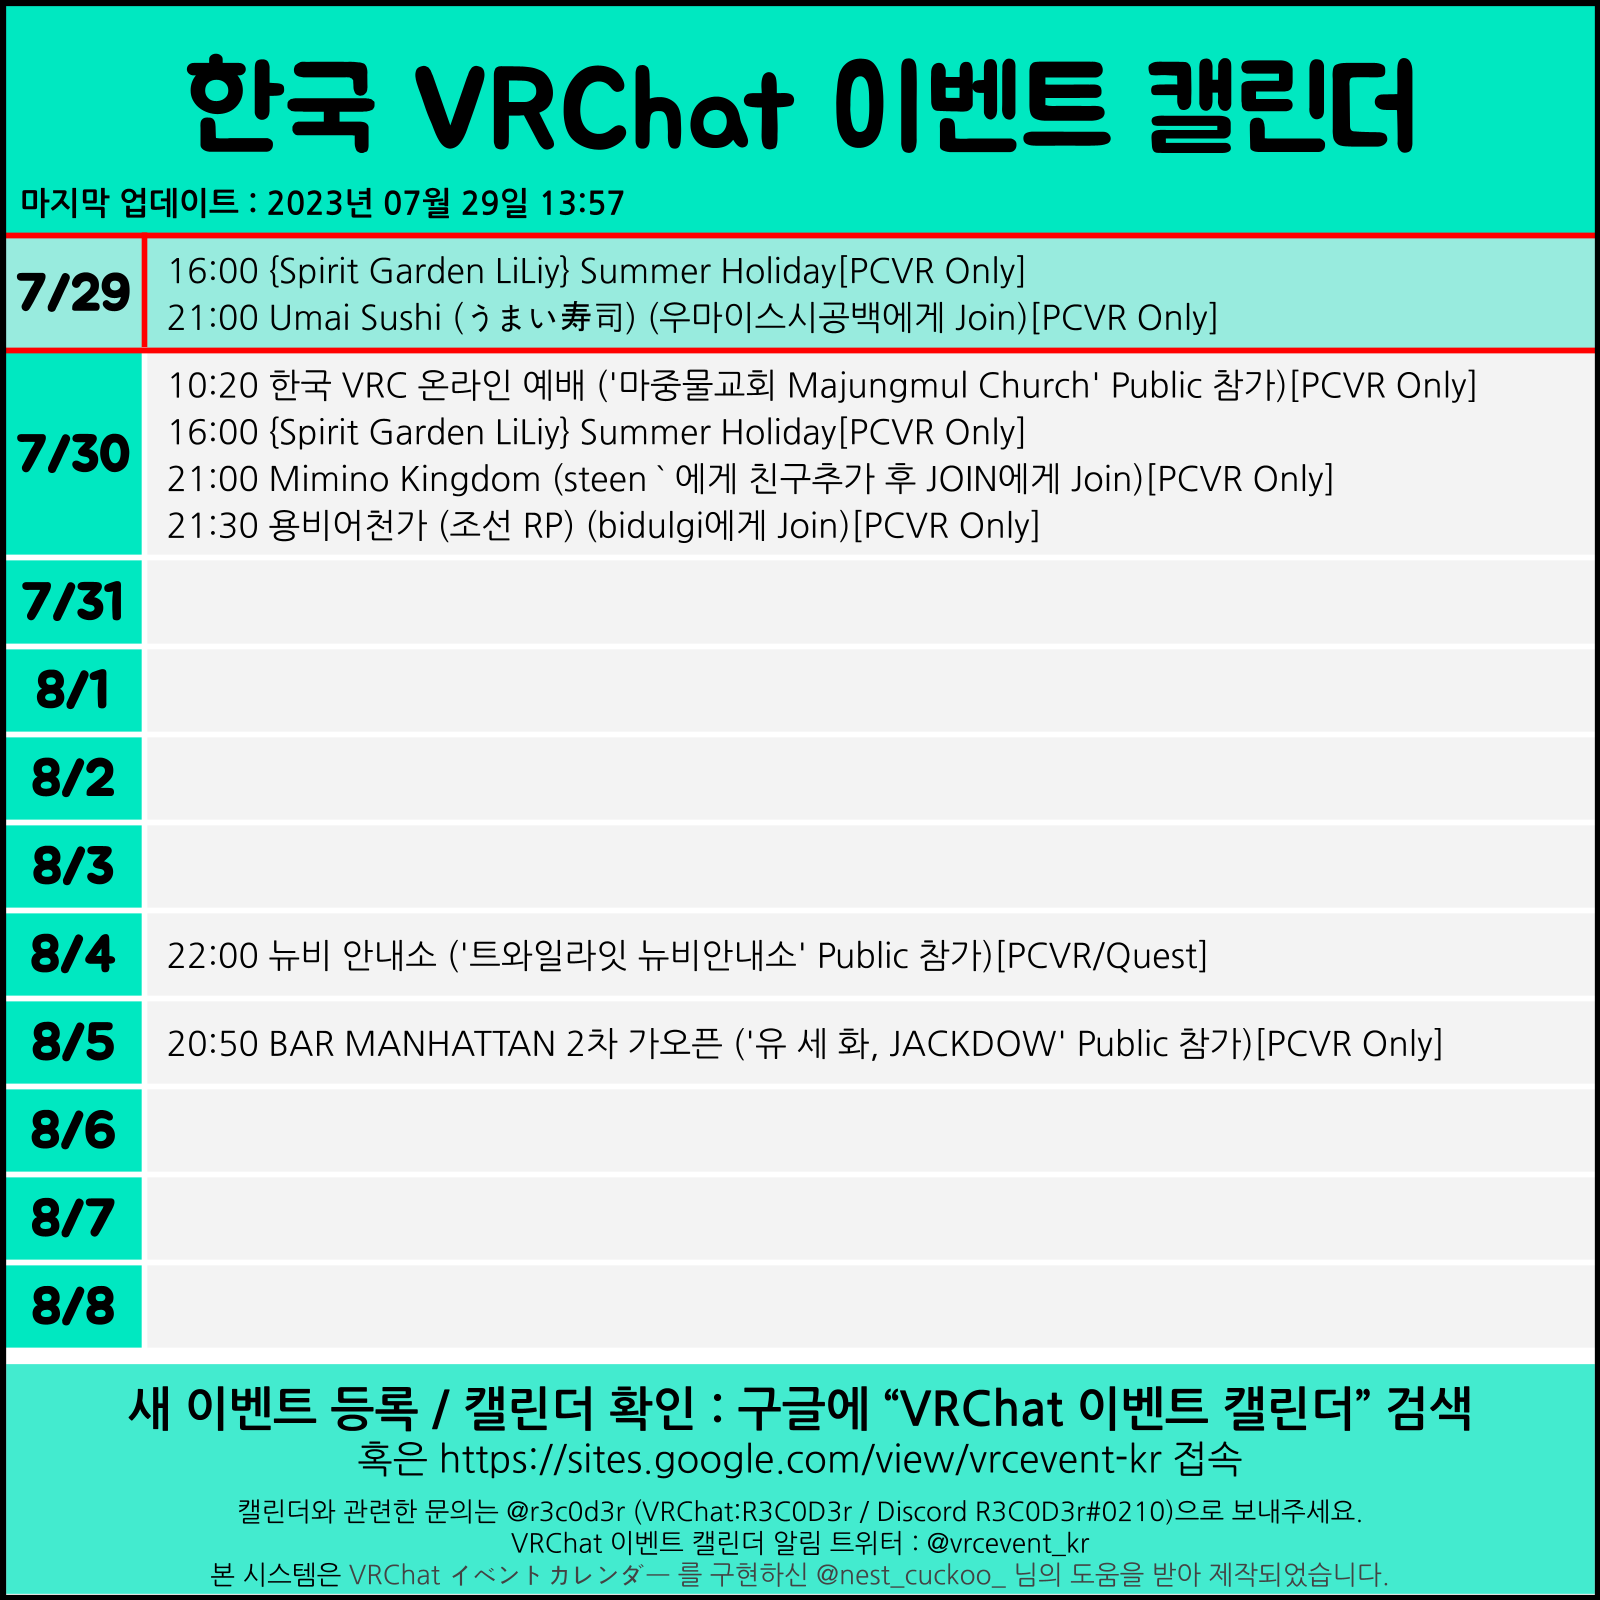 한국 VRChat 이벤트 캘린더
마지막 업데이트 : 2023년 07월 29일 13:57
7/29
16:00 {Spirit Garden LiLiy} Summer Holiday[PCVR Only]
21:00 Umai Sushi (うまい寿司) (우마이스시공백에게 Join)[PCVR Only]
7/30
10:20 한국 VRC 온라인 예배 ('마중물교회 Majungmul Church' Public 참가)[PCVR Only]
16:00 {Spirit Garden LiLiy} Summer Holiday[PCVR Only]
21:00 Mimino Kingdom (steen ` 에게 친구추가 후 JOIN에게 Join)[PCVR Only]
21:30 용비어천가 (조선 RP) (bidulgi에게 Join)[PCVR Only]
7/31
8/1
8/2
8/3
8/4
22:00 뉴비 안내소 ('트와일라잇 뉴비안내소' Public 참가)[PCVR/Quest]
8/5
20:50 BAR MANHATTAN 2차 가오픈 ('유 세 화, JACKDOW' Public 참가)[PCVR Only]
8/6
8/7
8/8
새 이벤트 등록 / 캘린더 확인 : 구글에 “VRChat 이벤트 캘린더” 검색
혹은 https://sites.google.com/view/vrcevent-kr 접속
캘린더와 관련한 문의는 @r3c0d3r (VRChat:R3C0D3r / Discord R3C0D3r#0210)으로 보내주세요.
VRChat 이벤트 캘린더 알림 트위터 : @vrcevent_kr
본 시스템은 VRChat イベントカレンダ― 를 구현하신 @nest_cuckoo_ 님의 도움을 받아 제작되었습니다.